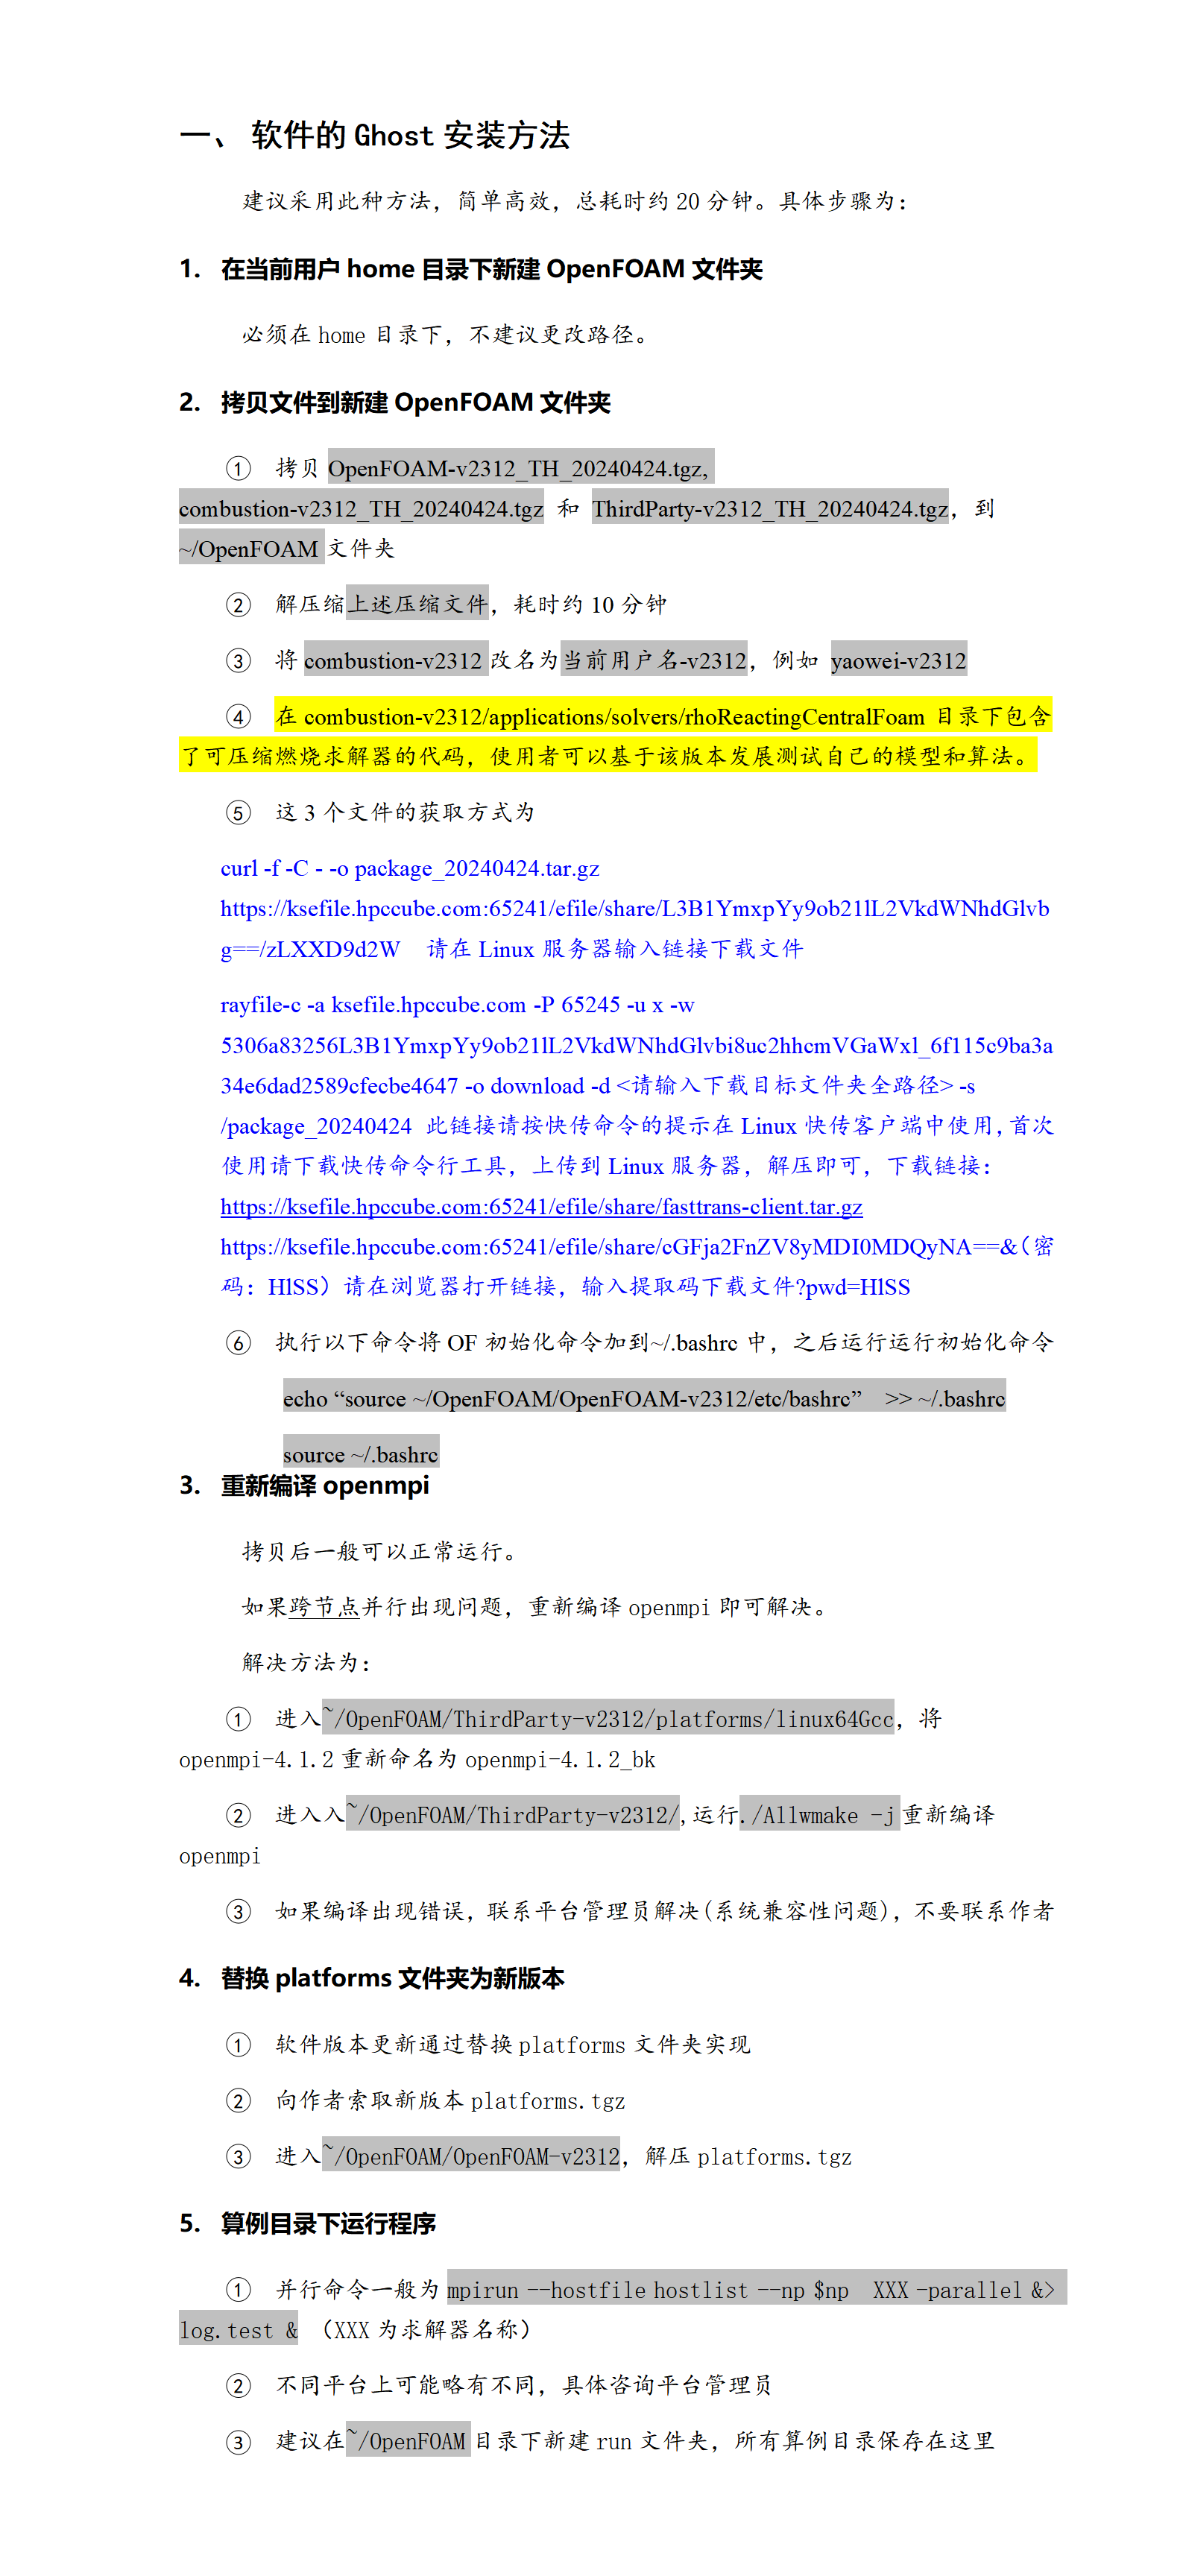 一、 软件的 Ghost 安装方法
建议采用此种方法，简单高效，总耗时约 20 分钟。具体步骤为：
1. 在当前用户 home 目录下新建 OpenFOAM 文件夹
必须在 home 目录下，不建议更改路径。
2. 拷贝文件到新建 OpenFOAM 文件夹
① 拷贝 OpenFOAM-v2312_TH_20240424.tgz,
combustion-v2312_TH_20240424.tgz 和 ThirdParty-v2312_TH_20240424.tgz，到
~/OpenFOAM 文件夹
② 解压缩上述压缩文件，耗时约 10 分钟
③ 将 combustion-v2312 改名为当前用户名-v2312，例如 yaowei-v2312
④ 在 combustion-v2312/applications/solvers/rhoReactingCentralFoam 目录下包含
了可压缩燃烧求解器的代码，使用者可以基于该版本发展测试自己的模型和算法。
⑤ 这 3 个文件的获取方式为
curl -f -C - -o package_20240424.tar.gz
https://ksefile.hpccube.com:65241/efile/share/L3B1YmxpYy9ob21lL2VkdWNhdGlvb
g==/zLXXD9d2W 请在 Linux 服务器输入链接下载文件
rayfile-c -a ksefile.hpccube.com -P 65245 -u x -w
5306a83256L3B1YmxpYy9ob21lL2VkdWNhdGlvbi8uc2hhcmVGaWxl_6f115c9ba3a
34e6dad2589cfecbe4647 -o download -d <请输入下载目标文件夹全路径> -s
/package_20240424 此链接请按快传命令的提示在 Linux 快传客户端中使用,首次
使用请下载快传命令行工具，上传到 Linux 服务器，解压即可，下载链接：
https://ksefile.hpccube.com:65241/efile/share/fasttrans-client.tar.gz
https://ksefile.hpccube.com:65241/efile/share/cGFja2FnZV8yMDI0MDQyNA==&（密
码：HlSS）请在浏览器打开链接，输入提取码下载文件?pwd=HlSS
⑥ 执行以下命令将 OF 初始化命令加到~/.bashrc 中，之后运行运行初始化命令
echo “source ~/OpenFOAM/OpenFOAM-v2312/etc/bashrc” >> ~/.bashrc
source ~/.bashrc
3. 重新编译 openmpi
拷贝后一般可以正常运行。
如果跨节点并行出现问题，重新编译 openmpi 即可解决。
解决方法为：
① 进入~/OpenFOAM/ThirdParty-v2312/platforms/linux64Gcc，将
openmpi-4.1.2 重新命名为 openmpi-4.1.2_bk
② 进入入~/OpenFOAM/ThirdParty-v2312/,运行./Allwmake -j 重新编译
openmpi
③ 如果编译出现错误，联系平台管理员解决(系统兼容性问题)，不要联系作者
4. 替换 platforms 文件夹为新版本
① 软件版本更新通过替换 platforms 文件夹实现
② 向作者索取新版本 platforms.tgz
③ 进入~/OpenFOAM/OpenFOAM-v2312，解压 platforms.tgz
5. 算例目录下运行程序
① 并行命令一般为 mpirun --hostfile hostlist --np $np XXX -parallel &>
log.test & （XXX 为求解器名称）
② 不同平台上可能略有不同，具体咨询平台管理员
③ 建议在~/OpenFOAM 目录下新建 run 文件夹，所有算例目录保存在这里